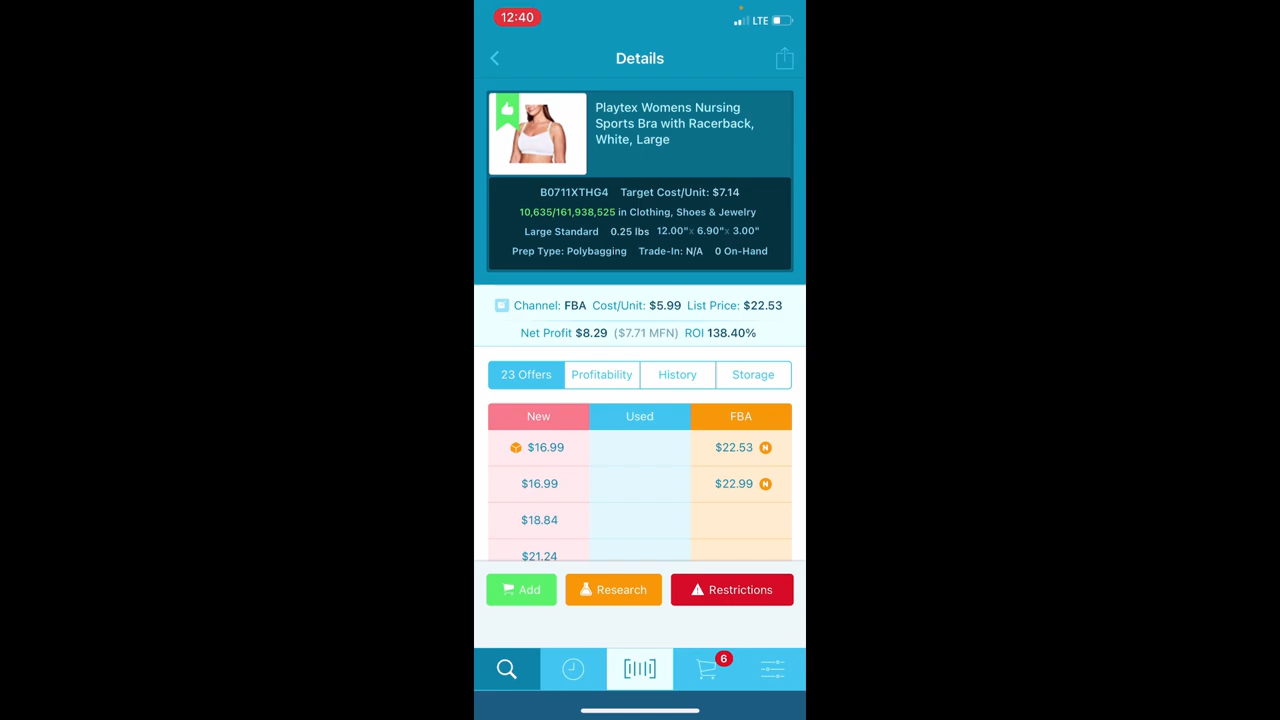 12:40
LTE
Details
Playtex Womens Nursing
Sports Bra with Racerback,
White, Large
B0711XTHG4 Target Cost/Unit: $7.14
10,635/161,938,525 in Clothing, Shoes & Jewelry
Large Standard 0.25 lbs 12.00"x 6.90"x 3.00"
Prep Type: Polybagging Trade-In: N/A 0 On-Hand
Channel: FBA Cost/Unit: $5.99 List Price: $22.53
Net Profit $8.29 ($7.71 MFN) ROI 138.40%
23 Offers Profitability History Storage
New Used FBA
$16.99 $22.53 N
$16.99 $22.99 N
$18.84
$21.24
Add Research Restrictions
6